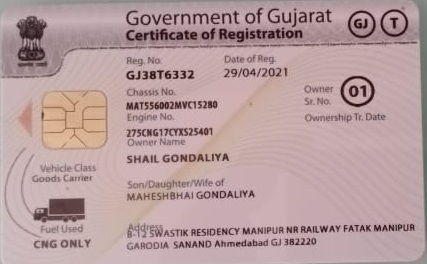 Government of Gujarat
Certificate of Registration
GJ
T
Reg. No.
Date of Reg.
GJ38T6332
29/04/2021
Chassis No.
MAT556002MVC15280
Owner
Sr. No.
01
Engine No.
275CNG17CYXS25401
Ownership Tr. Date
Owner Name
SHAIL GONDALIYA
Vehicle Class
Goods Carrier
Son/Daughter/Wife of
MAHESHBHAI GONDALIYA
Fuel Used
CNG ONLY
Address
B-12 SWASTIK RESIDENCY MANIPUR NR RAILWAY FATAK MANIPUR
GARODIA SANAND Ahmedabad GJ 382220